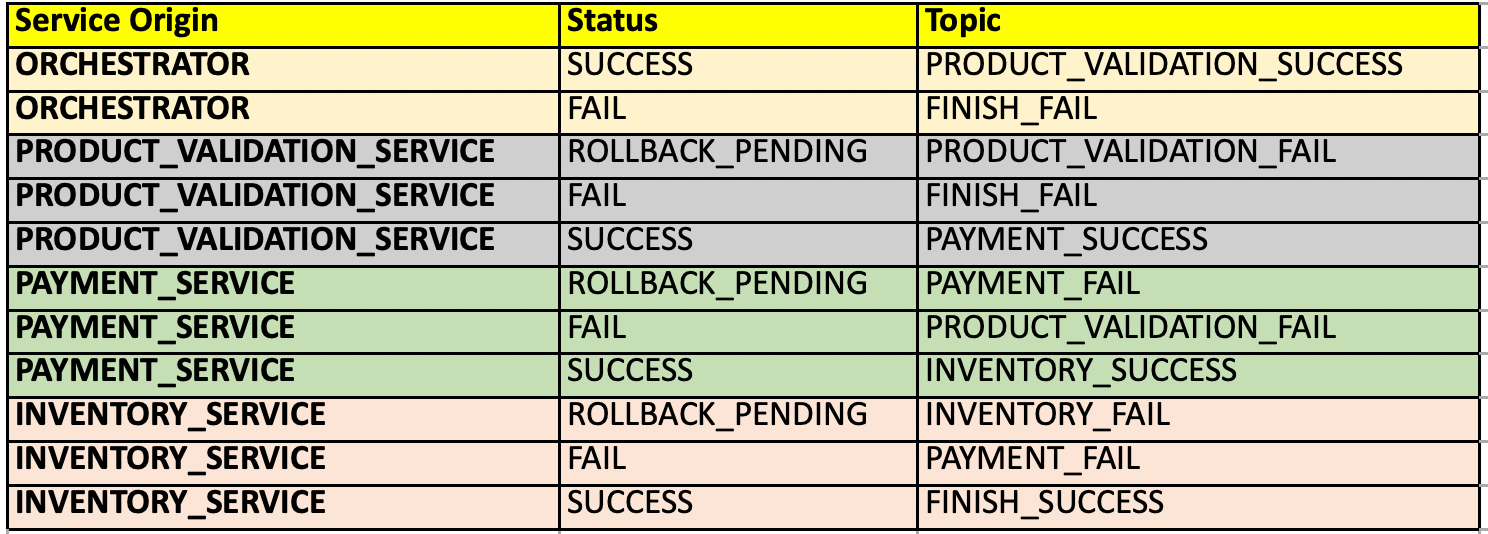 Service Origin Status Topic
ORCHESTRATOR SUCCESS PRODUCT_VALIDATION_SUCCESS
ORCHESTRATOR FAIL FINISH_FAIL
PRODUCT_VALIDATION_SERVICE ROLLBACK_PENDING PRODUCT_VALIDATION_FAIL
PRODUCT_VALIDATION_SERVICE FAIL FINISH_FAIL
PRODUCT_VALIDATION_SERVICE SUCCESS PAYMENT_SUCCESS
PAYMENT_SERVICE ROLLBACK_PENDING PAYMENT_FAIL
PAYMENT_SERVICE FAIL PRODUCT_VALIDATION_FAIL
PAYMENT_SERVICE SUCCESS INVENTORY_SUCCESS
INVENTORY_SERVICE ROLLBACK_PENDING INVENTORY_FAIL
INVENTORY_SERVICE FAIL PAYMENT_FAIL
INVENTORY_SERVICE SUCCESS FINISH_SUCCESS